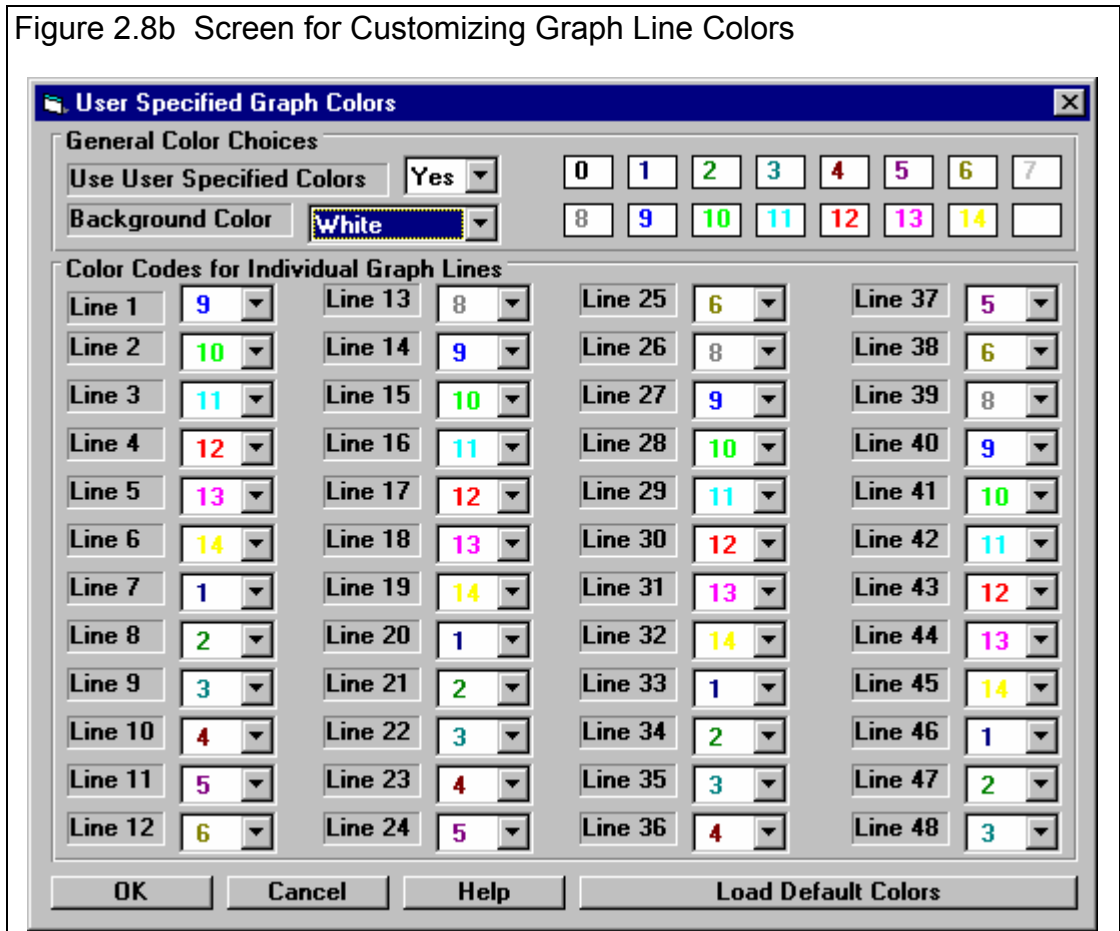 Figure 2.8b Screen for Customizing Graph Line Colors
User Specified Graph Colors
General Color Choices
Use User Specified Colors Yes 0 1 2 3 4 5 6 7
Background Color White 8 9 10 11 12 13 14
Color Codes for Individual Graph Lines
Line 1 9 Line 13 8 Line 25 6 Line 37 5
Line 2 10 Line 14 9 Line 26 8 Line 38 6
Line 3 11 Line 15 10 Line 27 9 Line 39 8
Line 4 12 Line 16 11 Line 28 10 Line 40 9
Line 5 13 Line 17 12 Line 29 11 Line 41 10
Line 6 14 Line 18 13 Line 30 12 Line 42 11
Line 7 1 Line 19 14 Line 31 13 Line 43 12
Line 8 2 Line 20 1 Line 32 14 Line 44 13
Line 9 3 Line 21 2 Line 33 1 Line 45 14
Line 10 4 Line 22 3 Line 34 2 Line 46 1
Line 11 5 Line 23 4 Line 35 3 Line 47 2
Line 12 6 Line 24 5 Line 36 4 Line 48 3
OK Cancel Help Load Default Colors